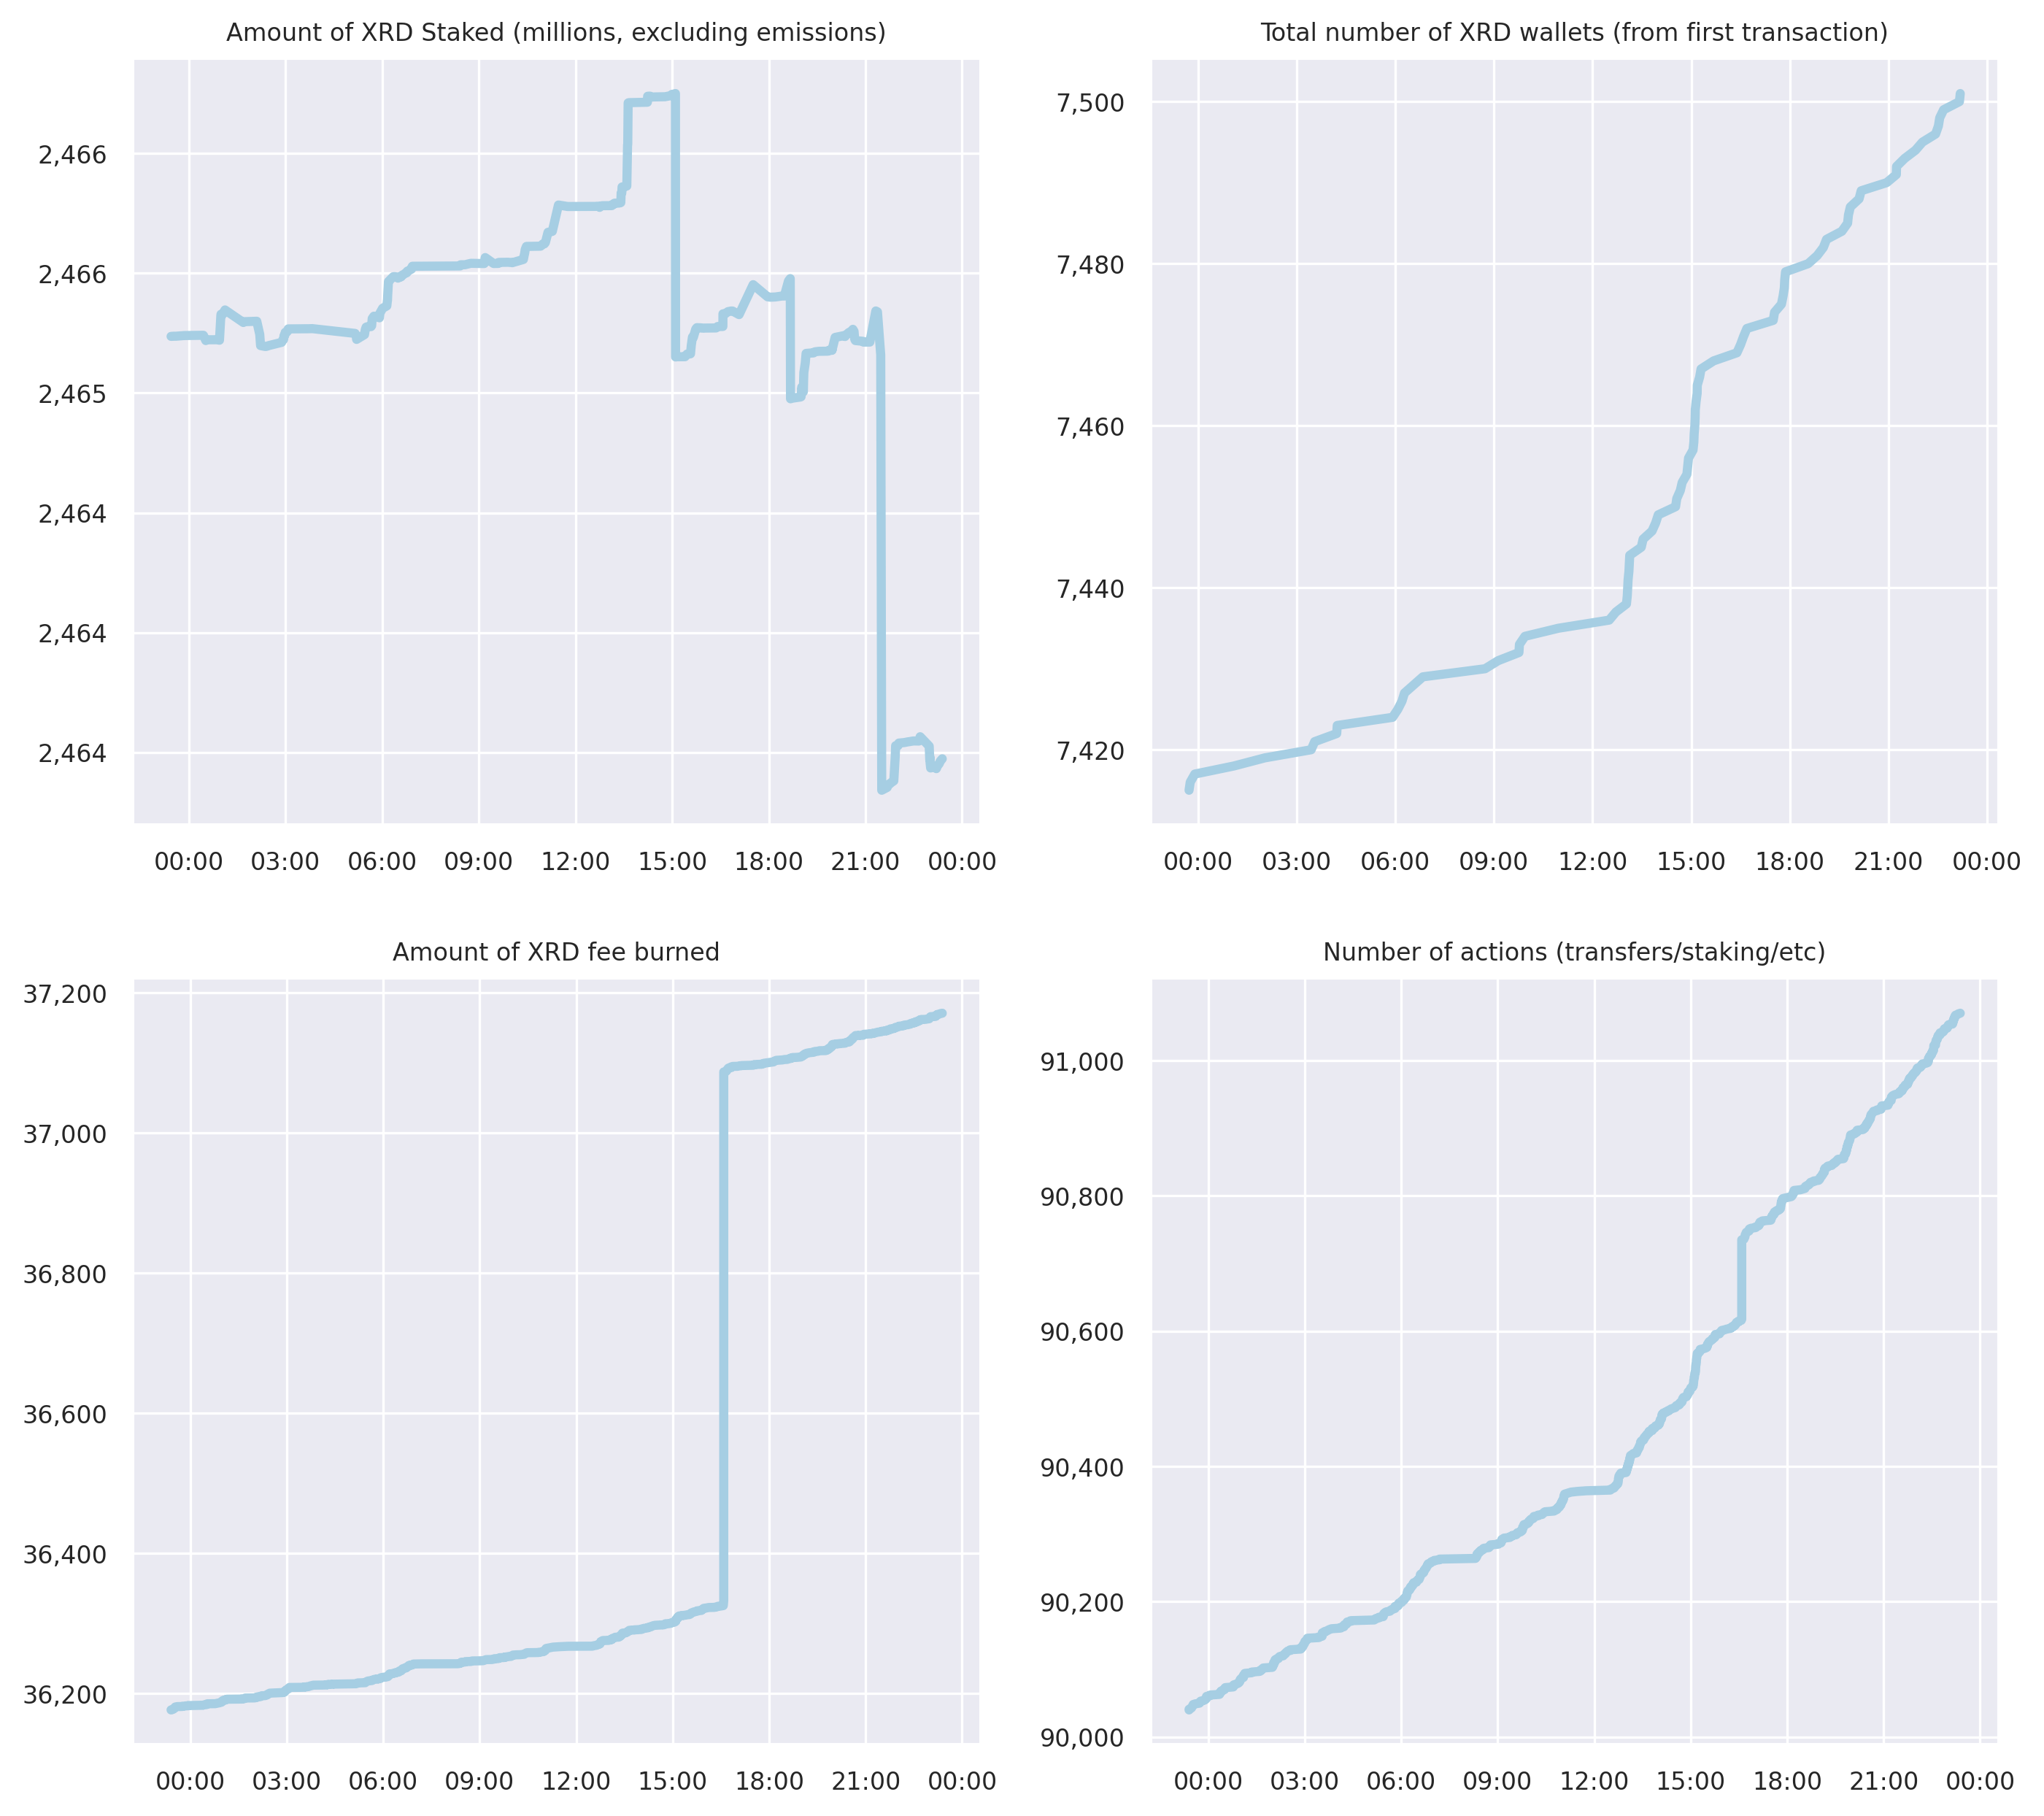 Amount of XRD Staked (millions, excluding emissions)
2,466
2,466
2,465
2,464
2,464
2,464
00:00 03:00 06:00 09:00 12:00 15:00 18:00 21:00 00:00
Total number of XRD wallets (from first transaction)
7,500
7,480
7,460
7,440
7,420
00:00 03:00 06:00 09:00 12:00 15:00 18:00 21:00 00:00
Amount of XRD fee burned
37,200
37,000
36,800
36,600
36,400
36,200
00:00 03:00 06:00 09:00 12:00 15:00 18:00 21:00 00:00
Number of actions (transfers/staking/etc)
91,000
90,800
90,600
90,400
90,200
90,000
00:00 03:00 06:00 09:00 12:00 15:00 18:00 21:00 00:00